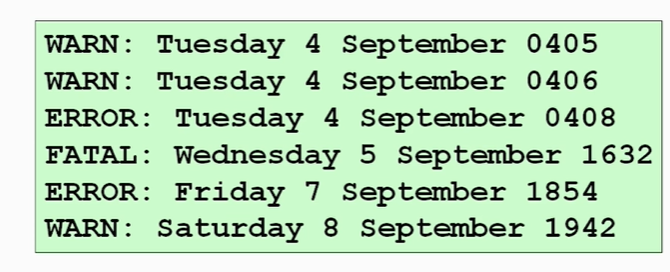 WARN: Tuesday 4 September 0405
WARN: Tuesday 4 September 0406
ERROR: Tuesday 4 September 0408
FATAL: Wednesday 5 September 1632
ERROR: Friday 7 September 1854
WARN: Saturday 8 September 1942